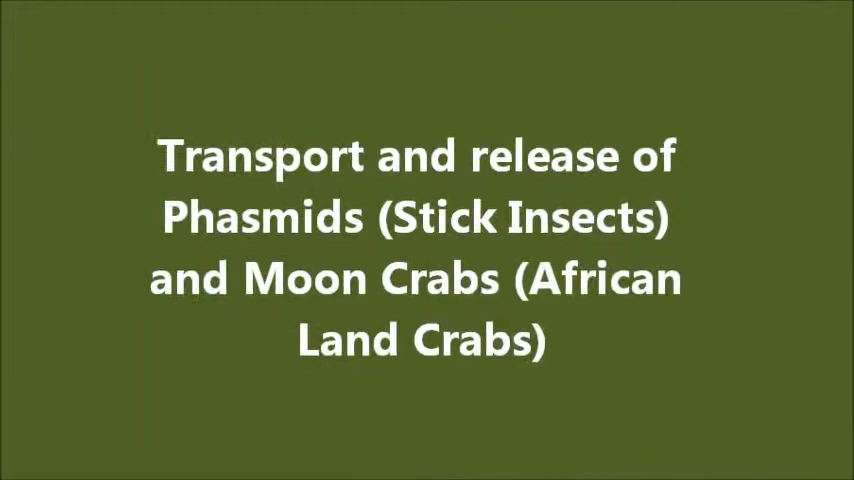 Transport and release of
Phasmids (Stick Insects)
and Moon Crabs (African
Land Crabs)